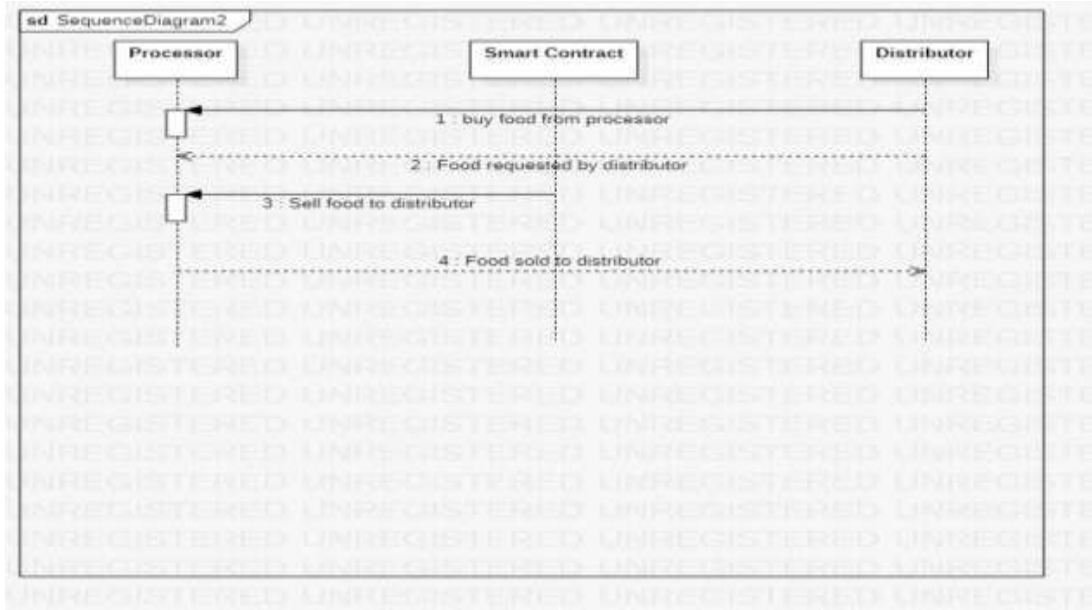 sd SequenceDiagram2
Processor
Smart Contract
Distributor
1 : buy food from processor
2 : Food requested by distributor
3 : Sell food to distributor
4 : Food sold to distributor
UNREGISTERED